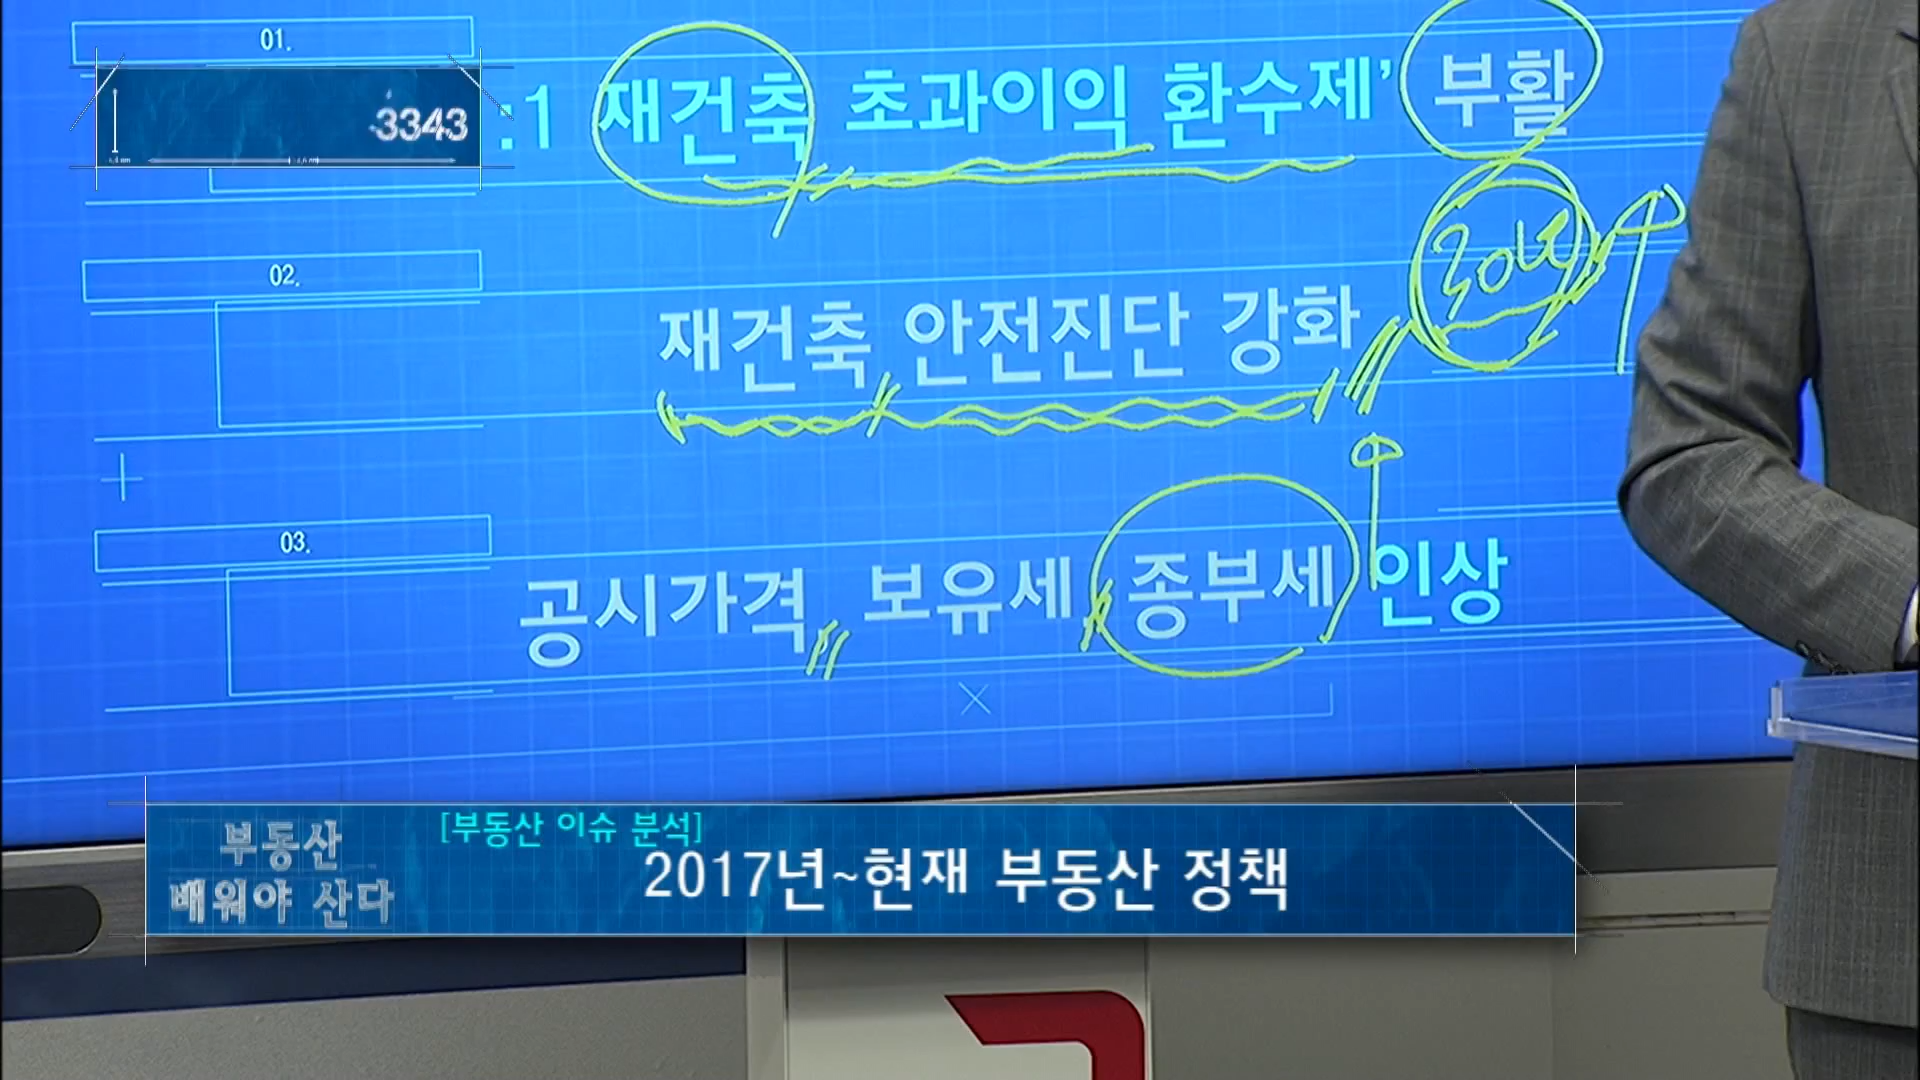 01.
3343
:1 재건축 초과이익 환수제' 부활
30년
02.
재건축 안전진단 강화
03.
공시가격, 보유세, 종부세 인상
[부동산 이슈 분석]
부동산
배워야 산다
2017년~현재 부동산 정책